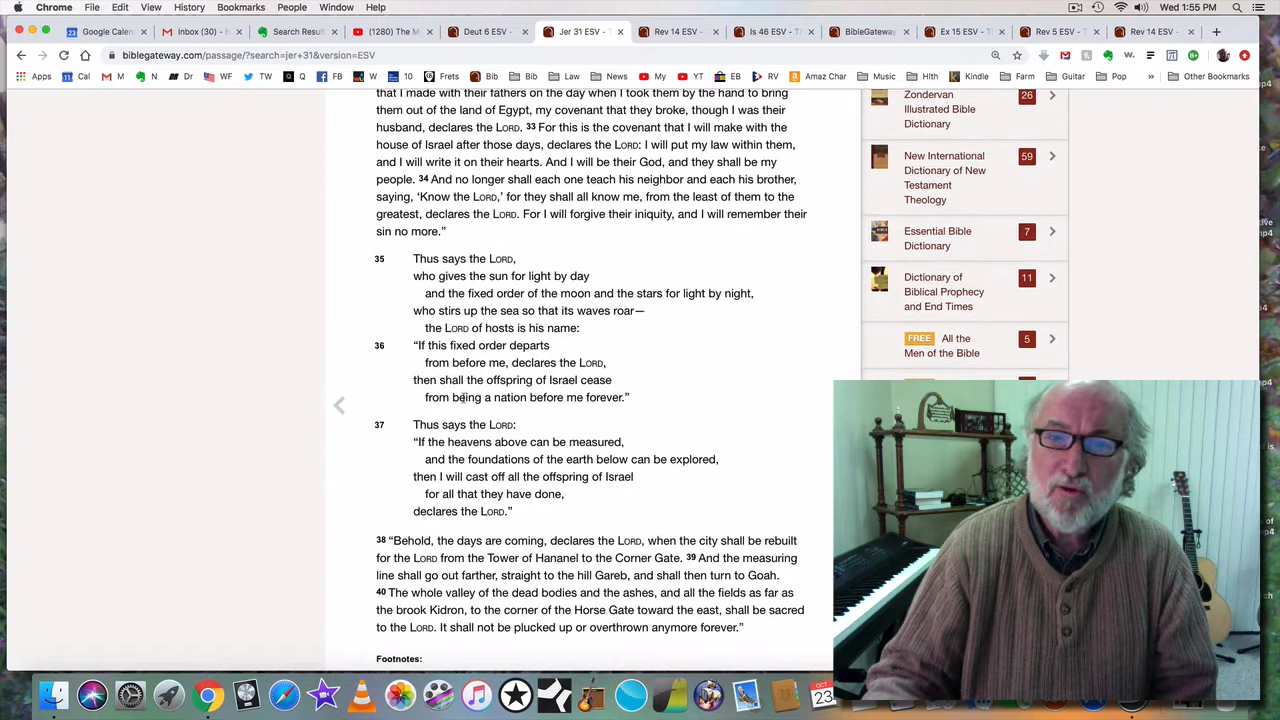 Chrome File Edit View History Bookmarks People Window Help Wed 1:55 PM
Google Calen Inbox (30) - Search Result (1280) The M Deut 6 ESV - Jer 31 ESV - T Rev 14 ESV - Is 46 ESV - T BibleGateway Ex 15 ESV - T Rev 5 ESV - T Rev 14 ESV - T
biblegateway.com/passage/?search=jer+31&version=ESV
Apps Cal M N Dr WF TW Q FB 10 Frets Bib Bib Law News My YT EB RV Amaz Char Music Hlth Kindle Farm Guitar Pop Other Bookmarks
that I made with their fathers on the day when I took them by the hand to bring
them out of the land of Egypt, my covenant that they broke, though I was their
husband, declares the LORD. 33 For this is the covenant that I will make with the
house of Israel after those days, declares the LORD: I will put my law within them,
and I will write it on their hearts. And I will be their God, and they shall be my
people. 34 And no longer shall each one teach his neighbor and each his brother,
saying, ‘Know the LORD,’ for they shall all know me, from the least of them to the
greatest, declares the LORD. For I will forgive their iniquity, and I will remember their
sin no more.”
35 Thus says the LORD,
who gives the sun for light by day
and the fixed order of the moon and the stars for light by night,
who stirs up the sea so that its waves roar—
the LORD of hosts is his name:
36 “If this fixed order departs
from before me, declares the LORD,
then shall the offspring of Israel cease
from being a nation before me forever.”
37 Thus says the LORD:
“If the heavens above can be measured,
and the foundations of the earth below can be explored,
then I will cast off all the offspring of Israel
for all that they have done,
declares the LORD.”
38 “Behold, the days are coming, declares the LORD, when the city shall be rebuilt
for the LORD from the Tower of Hananel to the Corner Gate. 39 And the measuring
line shall go out farther, straight to the hill Gareb, and shall then turn to Goah.
40 The whole valley of the dead bodies and the ashes, and all the fields as far as
the brook Kidron, to the corner of the Horse Gate toward the east, shall be sacred
to the LORD. It shall not be plucked up or overthrown anymore forever.”
Footnotes:
Zondervan 26
Illustrated Bible
Dictionary
New International 59
Dictionary of New
Testament
Theology
Essential Bible 7
Dictionary
Dictionary of 11
Biblical Prophecy
and End Times
FREE All the 5
Men of the Bible
OCT
23